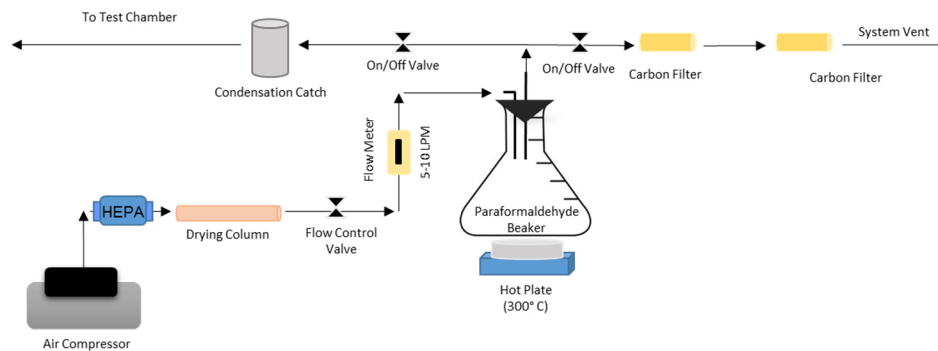 To Test Chamber
System Vent
On/Off Valve
On/Off Valve
Carbon Filter
Carbon Filter
Condensation Catch
Flow Meter
5-10 LPM
HEPA
Paraformaldehyde
Beaker
Drying Column
Flow Control
Valve
Hot Plate
(300° C)
Air Compressor